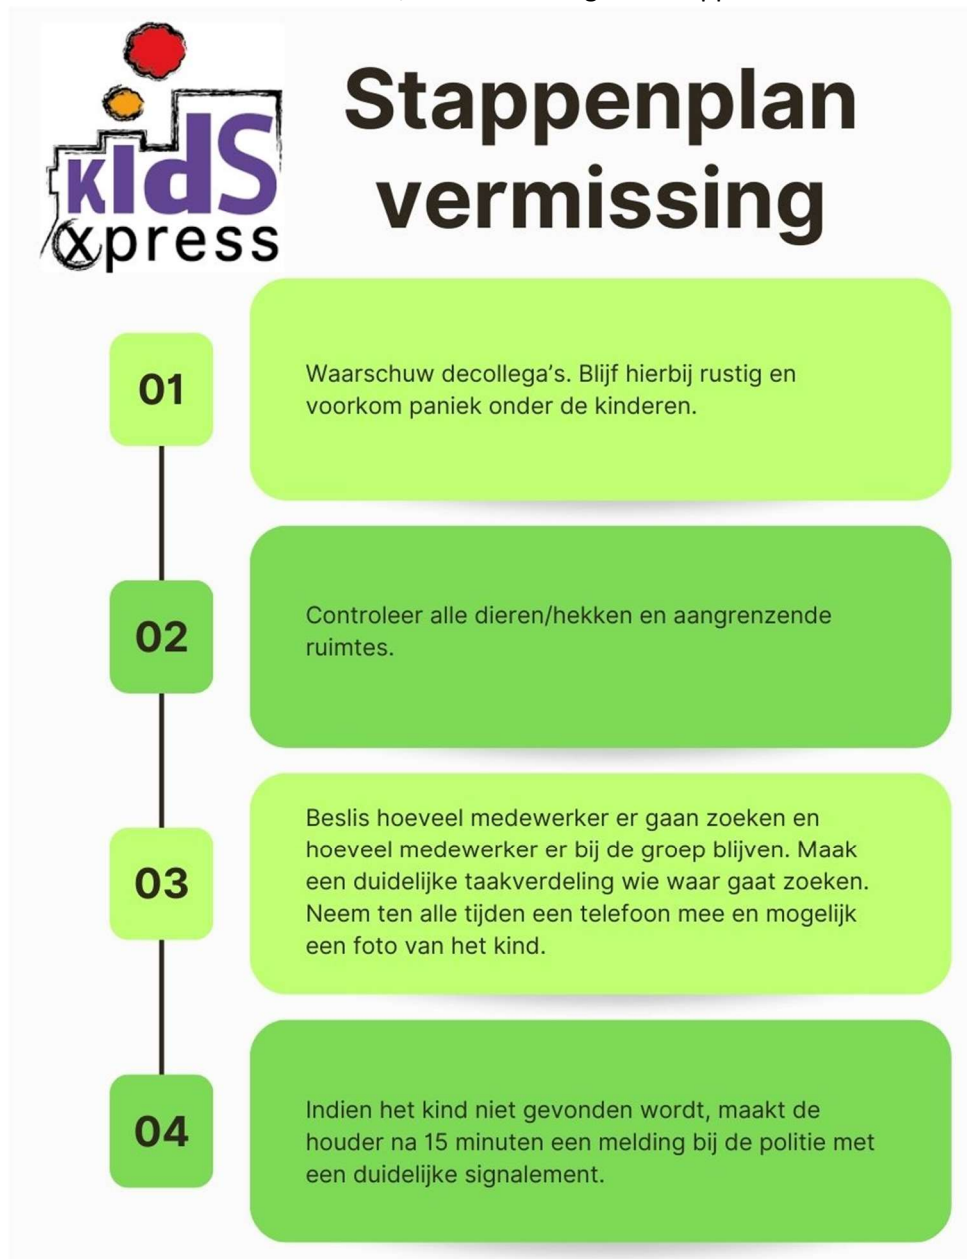 kIdS
xpress
Stappenplan
vermissing
01
Waarschuw decollega's. Blijf hierbij rustig en
voorkom paniek onder de kinderen.
02
Controleer alle dieren/hekken en aangrenzende
ruimtes.
03
Beslis hoeveel medewerker er gaan zoeken en
hoeveel medewerker er bij de groep blijven. Maak
een duidelijke taakverdeling wie waar gaat zoeken.
Neem ten alle tijden een telefoon mee en mogelijk
een foto van het kind.
04
Indien het kind niet gevonden wordt, maakt de
houder na 15 minuten een melding bij de politie met
een duidelijke signalement.